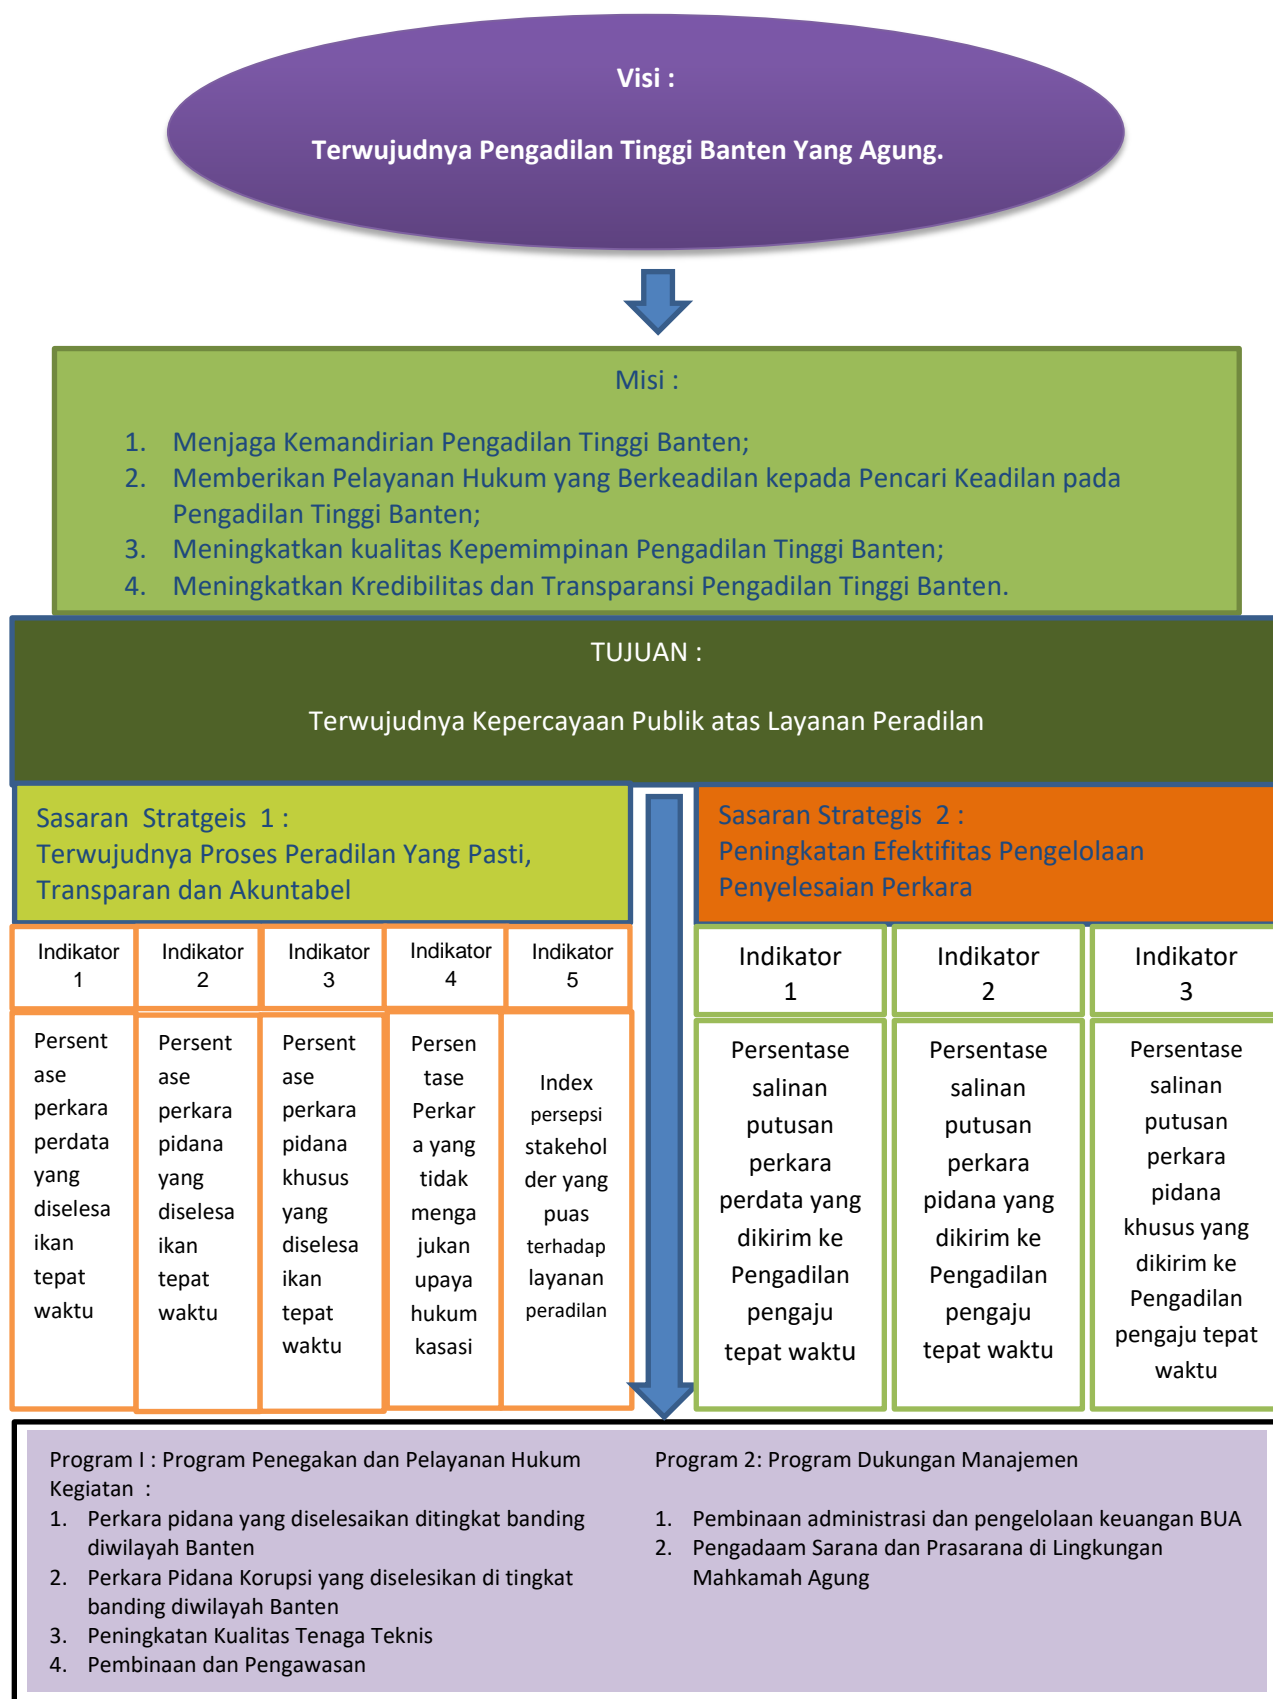 Visi :
Terwujudnya Pengadilan Tinggi Banten Yang Agung.
Misi :
1. Menjaga Kemandirian Pengadilan Tinggi Banten;
2. Memberikan Pelayanan Hukum yang Berkeadilan kepada Pencari Keadilan pada
Pengadilan Tinggi Banten;
3. Meningkatkan kualitas Kepemimpinan Pengadilan Tinggi Banten;
4. Meningkatkan Kredibilitas dan Transparansi Pengadilan Tinggi Banten.
TUJUAN :
Terwujudnya Kepercayaan Publik atas Layanan Peradilan
Sasaran Stratgeis 1 :
Terwujudnya Proses Peradilan Yang Pasti,
Transparan dan Akuntabel
Sasaran Strategis 2 :
Peningkatan Efektifitas Pengelolaan
Penyelesaian Perkara
Indikator
1
Indikator
2
Indikator
3
Indikator
4
Indikator
5
Indikator
1
Indikator
2
Indikator
3
Persent
ase
perkara
perdata
yang
diselesa
ikan
tepat
waktu
Persent
ase
perkara
pidana
yang
diselesa
ikan
tepat
waktu
Persent
ase
perkara
pidana
khusus
yang
diselesa
ikan
tepat
waktu
Persen
tase
Perkar
a yang
tidak
menga
jukan
upaya
hukum
kasasi
Index
persepsi
stakehol
der yang
puas
terhadap
layanan
peradilan
Persentase
salinan
putusan
perkara
perdata yang
dikirim ke
Pengadilan
pengaju
tepat waktu
Persentase
salinan
putusan
perkara
pidana yang
dikirim ke
Pengadilan
pengaju
tepat waktu
Persentase
salinan
putusan
perkara
pidana
khusus yang
dikirim ke
Pengadilan
pengaju tepat
waktu
Program I : Program Penegakan dan Pelayanan Hukum
Kegiatan :
1. Perkara pidana yang diselesaikan ditingkat banding
diwilayah Banten
2. Perkara Pidana Korupsi yang diselesikan di tingkat
banding diwilayah Banten
3. Peningkatan Kualitas Tenaga Teknis
4. Pembinaan dan Pengawasan
Program 2: Program Dukungan Manajemen
1. Pembinaan administrasi dan pengelolaan keuangan BUA
2. Pengadaam Sarana dan Prasarana di Lingkungan
Mahkamah Agung